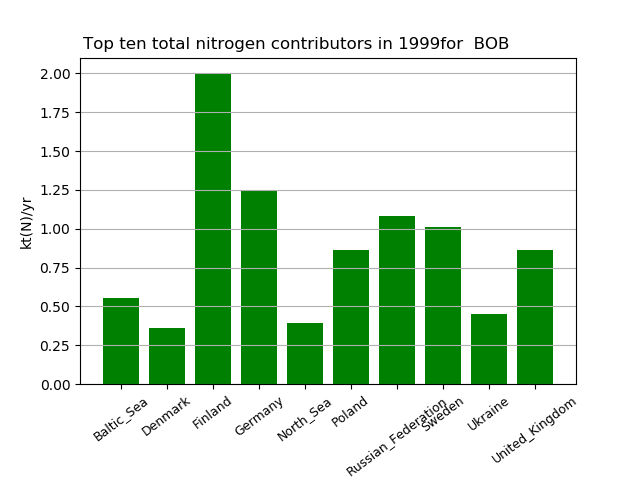 Top ten total nitrogen contributors in 1999for  BOB
kt(N)/yr
2.00
1.75
1.50
1.25
1.00
0.75
0.50
0.25
0.00
Baltic_Sea
Denmark
Finland
Germany
North_Sea
Poland
Russian_Federation
Sweden
Ukraine
United_Kingdom